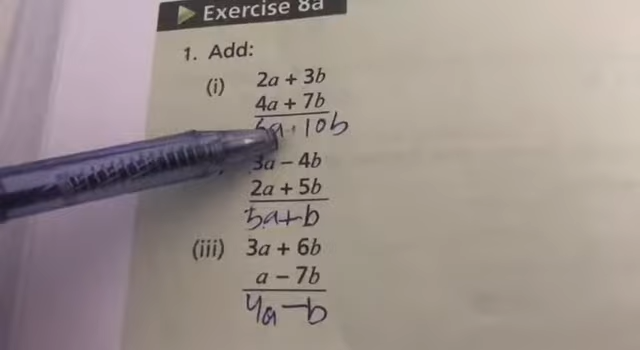 Exercise 8a
1. Add:
(i) 2a + 3b
4a + 7b
10b
3a − 4b
2a + 5b
5a+b
(iii) 3a + 6b
a − 7b
4a−b